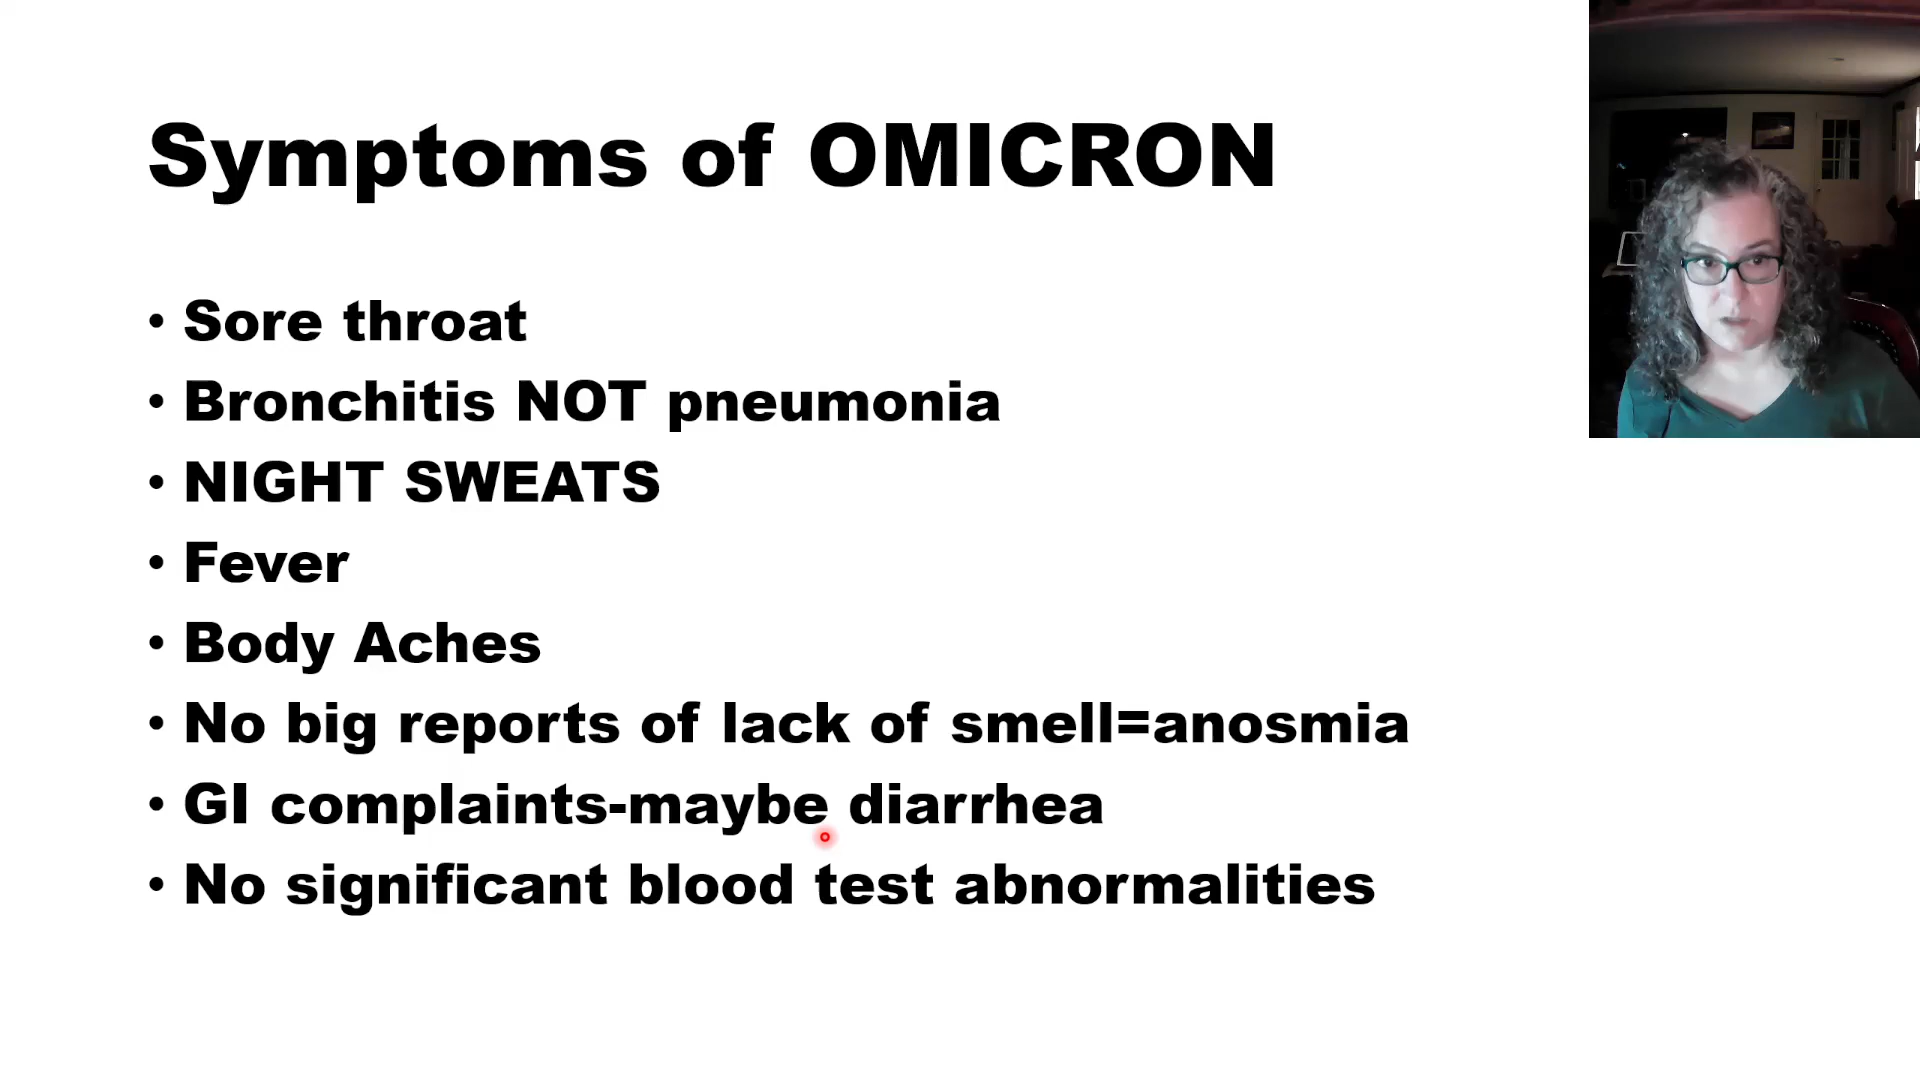 Symptoms of OMICRON
• Sore throat
• Bronchitis NOT pneumonia
• NIGHT SWEATS
• Fever
• Body Aches
• No big reports of lack of smell=anosmia
• GI complaints-maybe diarrhea
• No significant blood test abnormalities